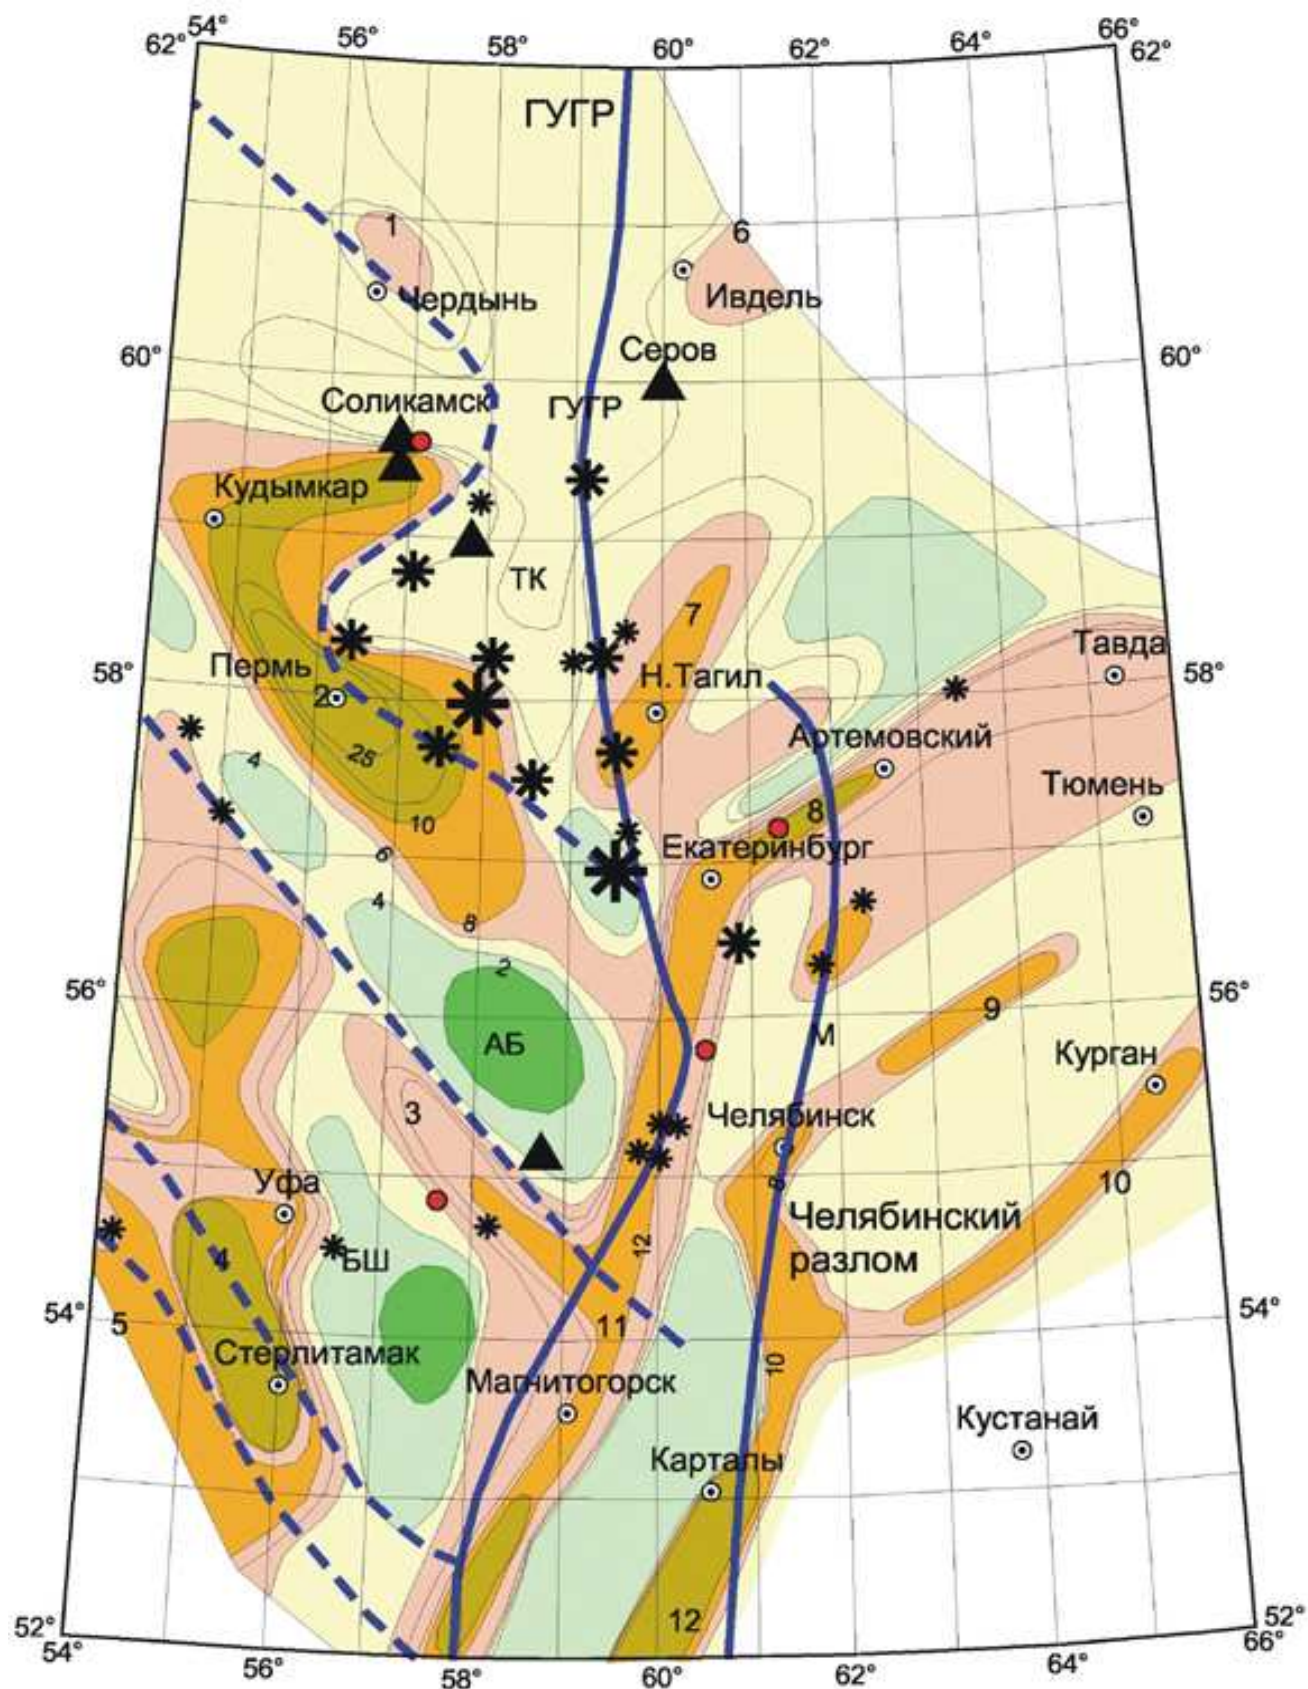 54°
56°
58°
60°
62°
64°
66°
62°
62°
ГУГР
1
6
Чердынь
Ивдель
60°
Серов
60°
Соликамск
ГУГР
Кудымкар
ТК
7
58°
Пермь
2
Н.Тагил
Тавда
58°
Артемовский
25
4
Тюмень
10
8
6
Екатеринбург
4
8
2
56°
56°
9
АБ
М
Курган
3
Челябинск
8
10
Уфа
Челябинский
разлом
12
4
БШ
54°
5
11
54°
Стерлитамак
10
Магнитогорск
Кустанай
Карталы
12
52°
52°
54°
56°
58°
60°
62°
64°
66°